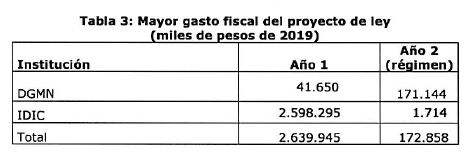 Tabla 3: Mayor gasto fiscal del proyecto de ley
(miles de pesos de 2019)
Institución Año 1 Año 2 (régimen)
DGMN 41.650 171.144
IDIC 2.598.295 1.714
Total 2.639.945 172.858